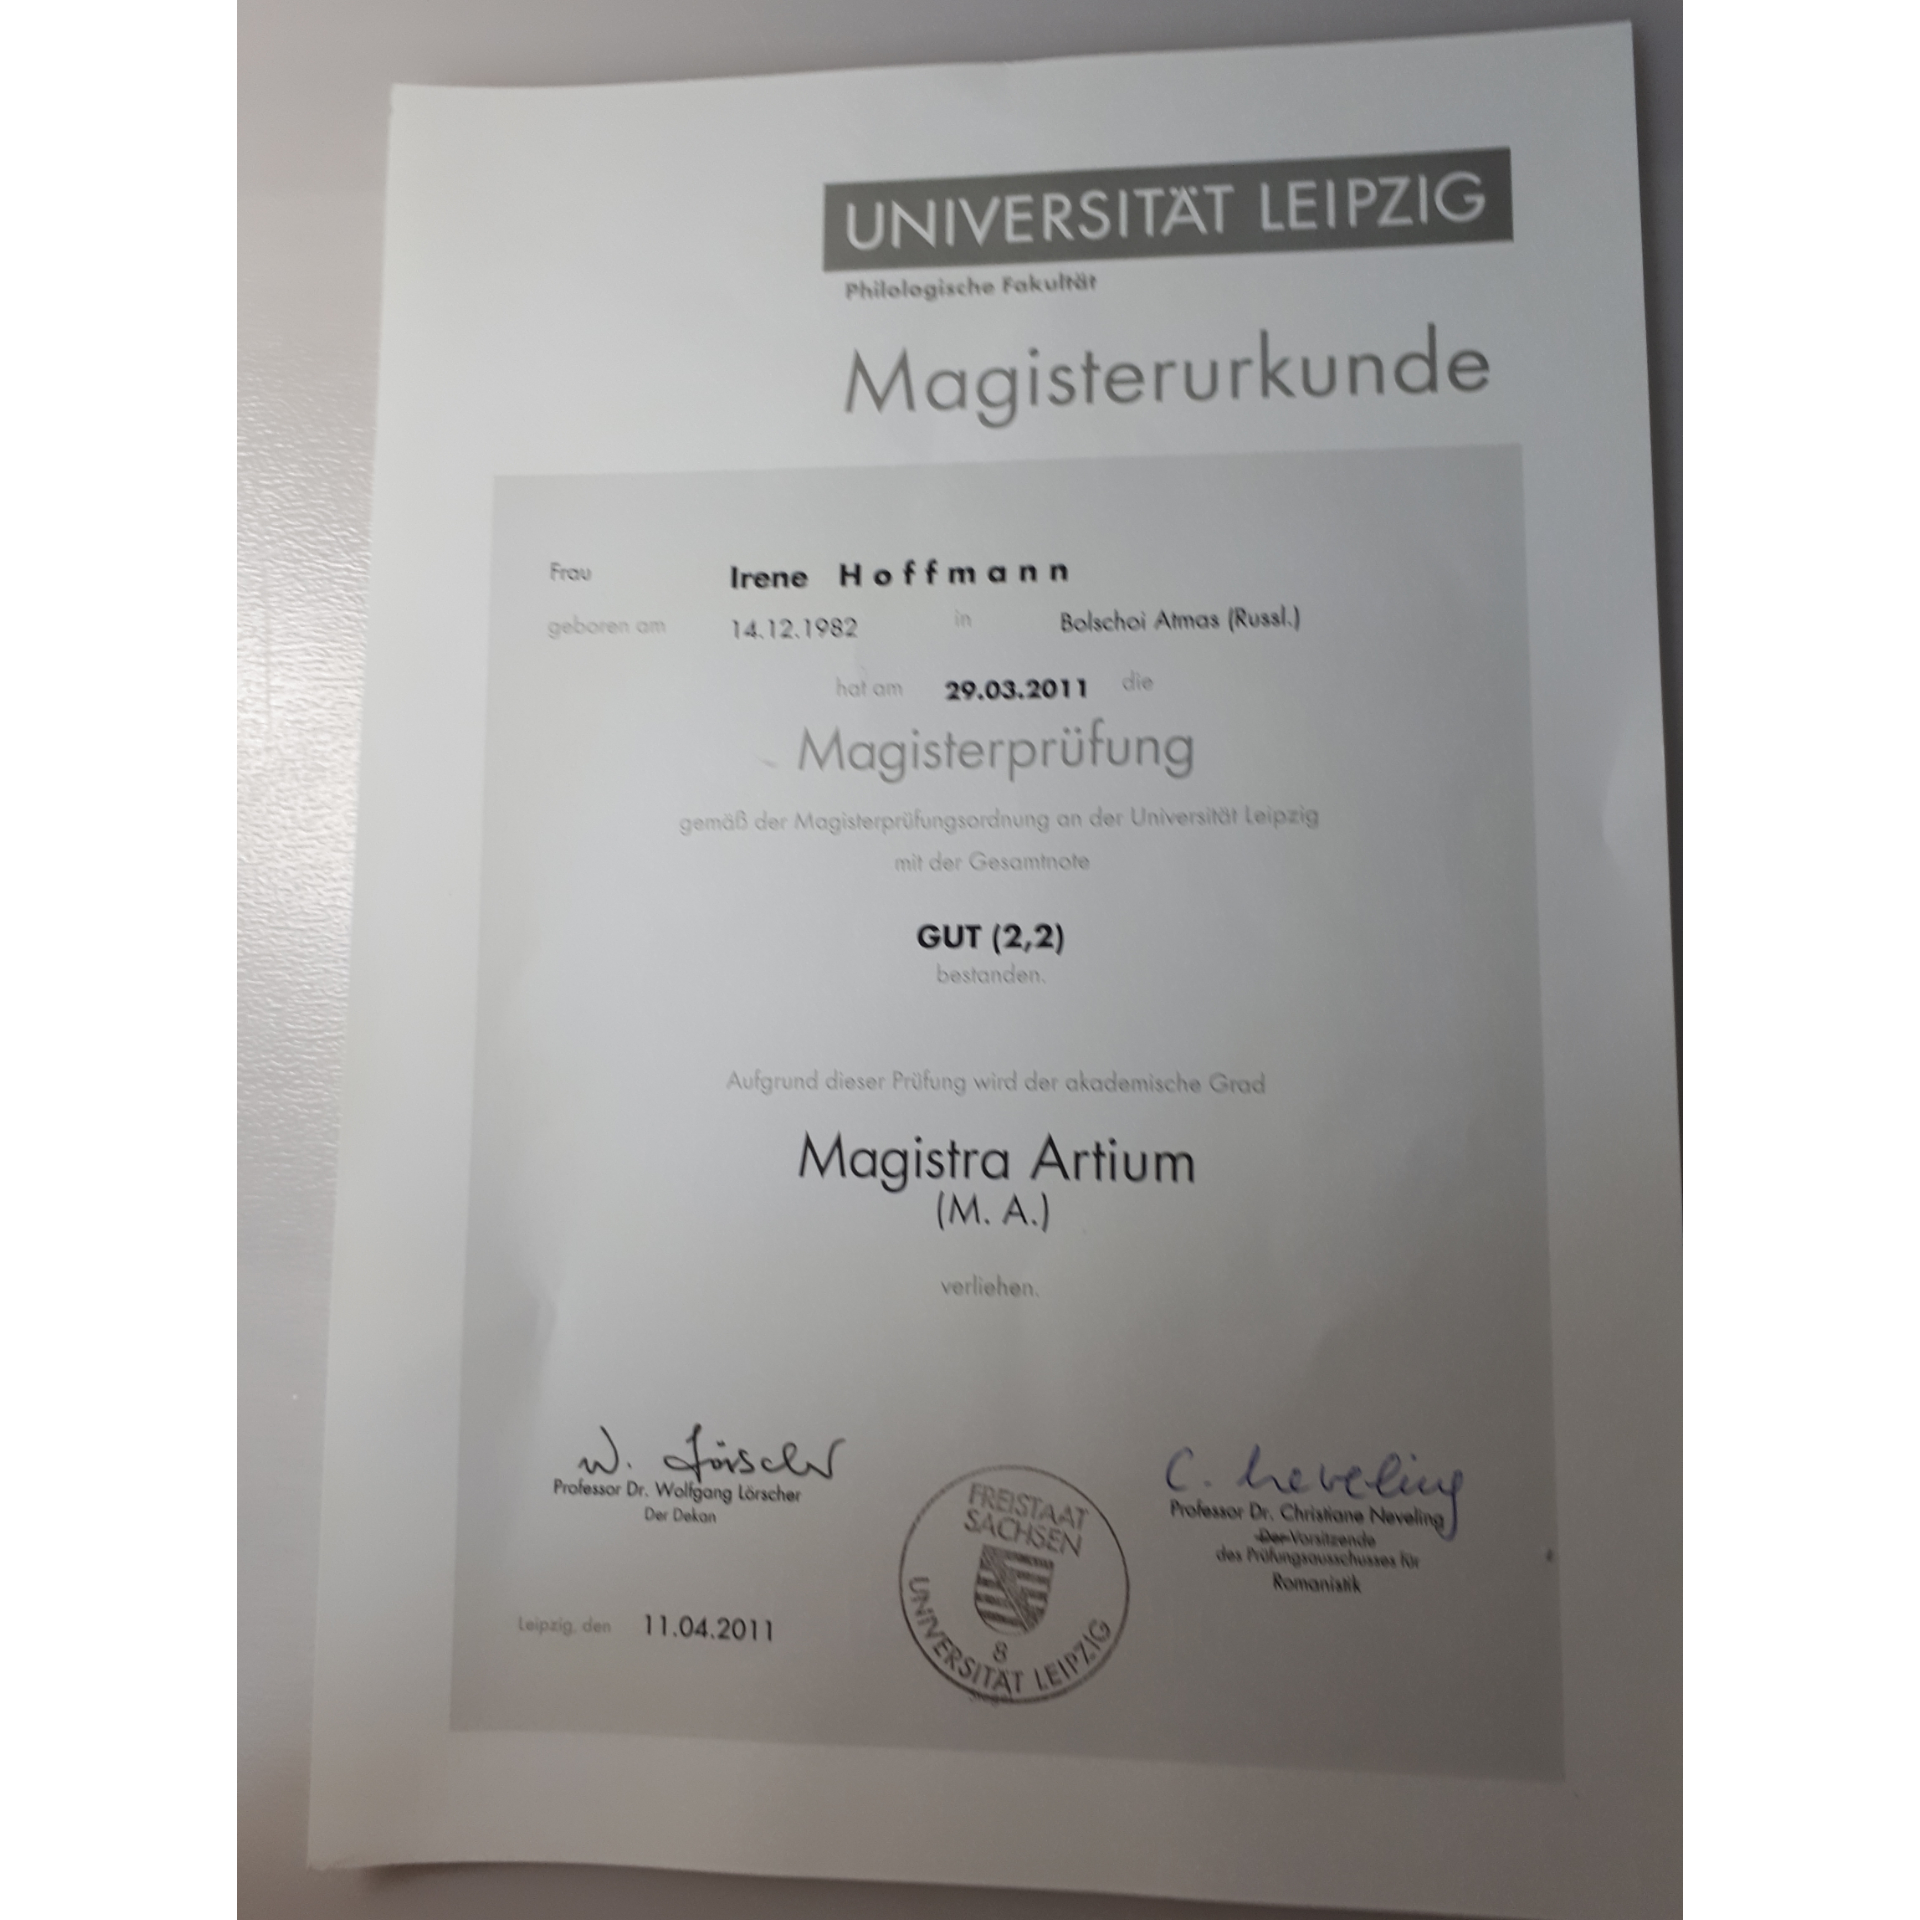 UNIVERSITÄT LEIPZIG
Philologische Fakultät
Magisterurkunde
Frau Irene Hoffmann
geboren am 14.12.1982 in Bolschoi Atmas (Russl.)
hat am 29.03.2011 die
Magisterprüfung
gemäß der Magisterprüfungsordnung an der Universität Leipzig
mit der Gesamtnote
GUT (2,2)
bestanden.
Aufgrund dieser Prüfung wird der akademische Grad
Magistra Artium
(M. A.)
verliehen.
W. Lörscher
Professor Dr. Wolfgang Lörscher
Der Dekan
C. Neveling
Professor Dr. Christiane Neveling
Der Vorsitzende
des Prüfungsausschusses für
Romanistik
FREISTAAT
SACHSEN
8
UNIVERSITÄT LEIPZIG
Siegel
Leipzig, den 11.04.2011